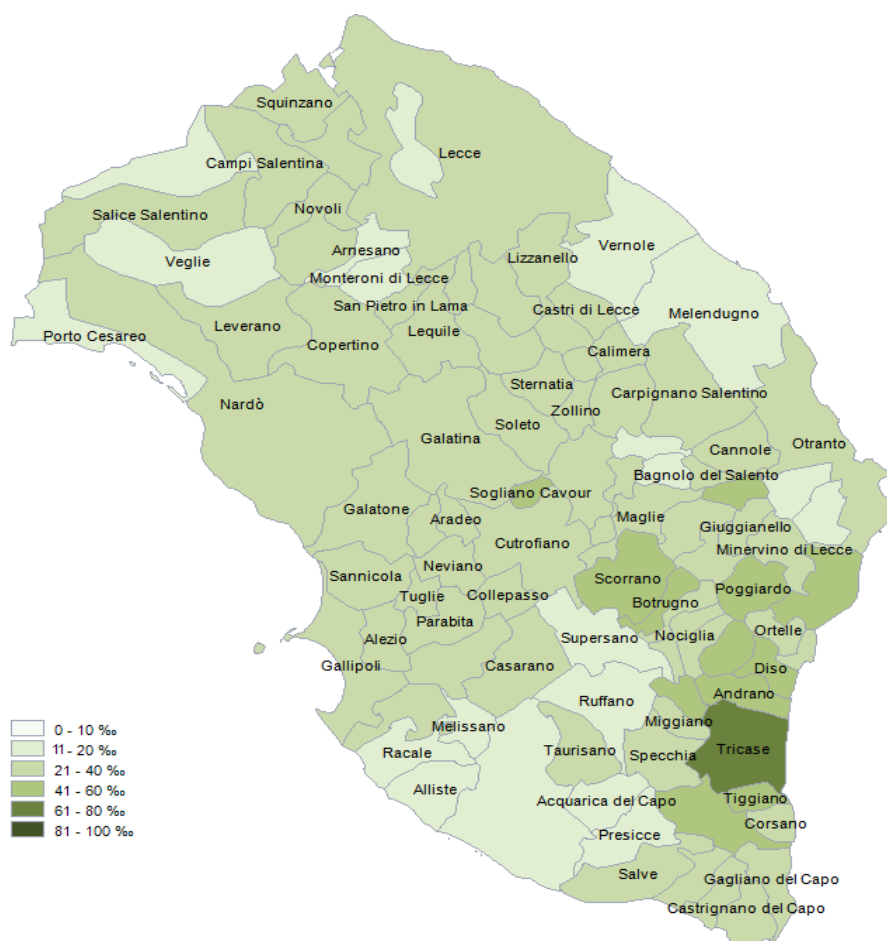 Squinzano
Lecce
Campi Salentina
Salice Salentino
Novoli
Arnesano
Vernole
Lizzanello
Veglie
Monteroni di Lecce
San Pietro in Lama
Castri di Lecce
Melendugno
Leverano
Lequile
Porto Cesareo
Copertino
Calimera
Sternatia
Carpignano Salentino
Nardò
Zollino
Soleto
Galatina
Otranto
Cannole
Bagnolo del Salento
Sogliano Cavour
Galatone
Aradeo
Maglie
Giuggianello
Cutrofiano
Minervino di Lecce
Neviano
Sannicola
Scorrano
Poggiardo
Tuglie
Collepasso
Botrugno
Parabita
Ortelle
Alezio
Supersano
Nociglia
Gallipoli
Casarano
Diso
Andrano
Ruffano
Miggiano
Melissano
Racale
Taurisano
Specchia
Tricase
Alliste
Acquarica del Capo
Tiggiano
Corsano
Presicce
Salve
Gagliano del Capo
Castrignano del Capo
0 - 10 ‰
11 - 20 ‰
21 - 40 ‰
41 - 60 ‰
61 - 80 ‰
81 - 100 ‰